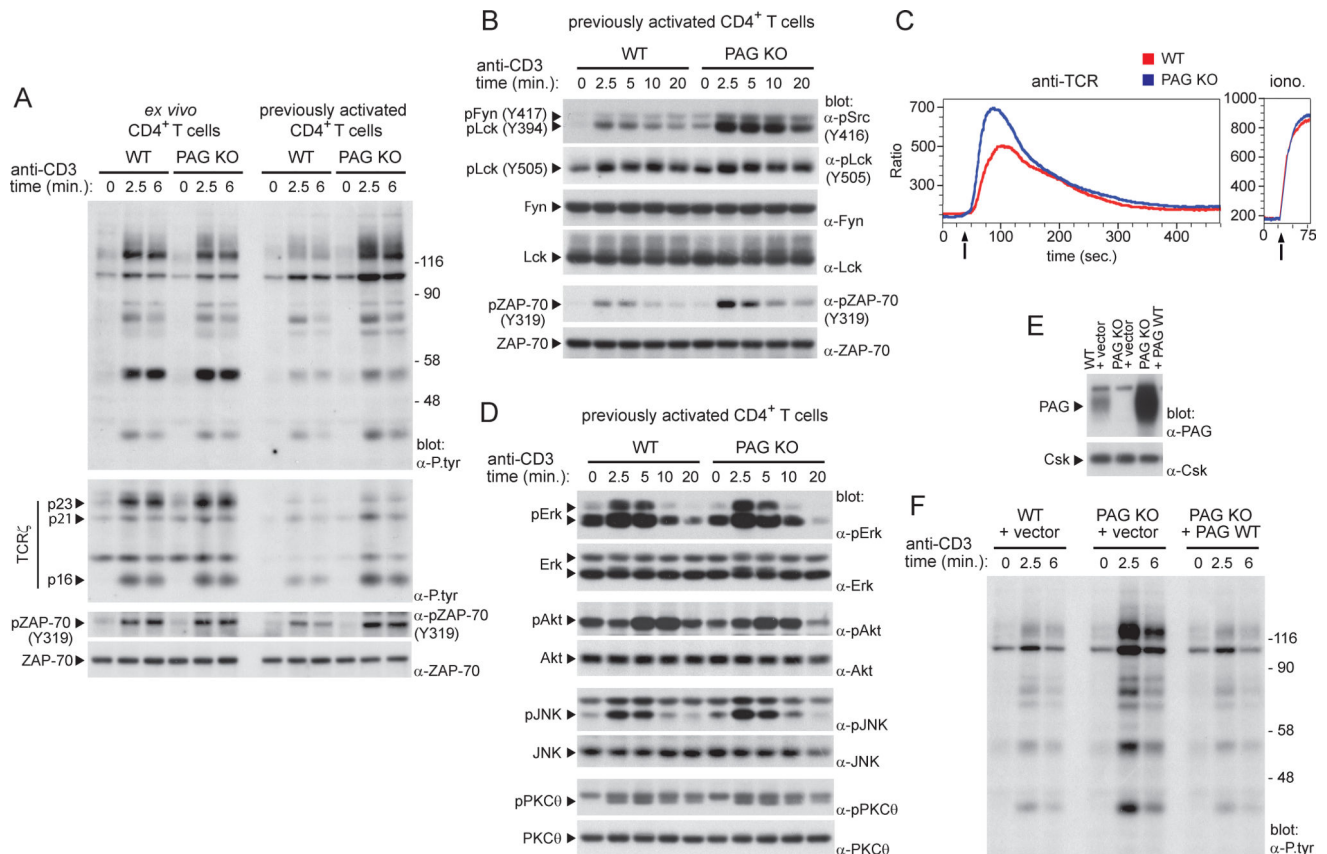 A
ex vivo
CD4+ T cells
previously activated
CD4+ T cells
WT
PAG KO
WT
PAG KO
anti-CD3
time (min.):
0 2.5 6 0 2.5 6 0 2.5 6 0 2.5 6
-116
- 90
- 58
- 48
blot:
α-P.tyr
TCRζ
p23
p21
p16
α-P.tyr
pZAP-70
(Y319)
α-pZAP-70
(Y319)
ZAP-70
α-ZAP-70
B
previously activated CD4+ T cells
WT
PAG KO
anti-CD3
time (min.):
0 2.5 5 10 20 0 2.5 5 10 20
pFyn (Y417)
pLck (Y394)
blot:
α-pSrc
(Y416)
pLck (Y505)
α-pLck
(Y505)
Fyn
α-Fyn
Lck
α-Lck
pZAP-70
(Y319)
α-pZAP-70
(Y319)
ZAP-70
α-ZAP-70
C
WT
PAG KO
anti-TCR
iono.
Ratio
700
500
300
0 100 200 300 400
time (sec.)
1000
800
600
400
200
0 75
D
previously activated CD4+ T cells
WT
PAG KO
anti-CD3
time (min.):
0 2.5 5 10 20 0 2.5 5 10 20
blot:
pErk
α-pErk
Erk
α-Erk
pAkt
α-pAkt
Akt
α-Akt
pJNK
α-pJNK
JNK
α-JNK
pPKCθ
α-pPKCθ
PKCθ
α-PKCθ
E
WT
+ vector
PAG KO
+ vector
PAG KO
+ PAG WT
PAG
blot:
α-PAG
Csk
α-Csk
F
WT
+ vector
PAG KO
+ vector
PAG KO
+ PAG WT
anti-CD3
time (min.):
0 2.5 6 0 2.5 6 0 2.5 6
-116
- 90
- 58
- 48
blot:
α-P.tyr